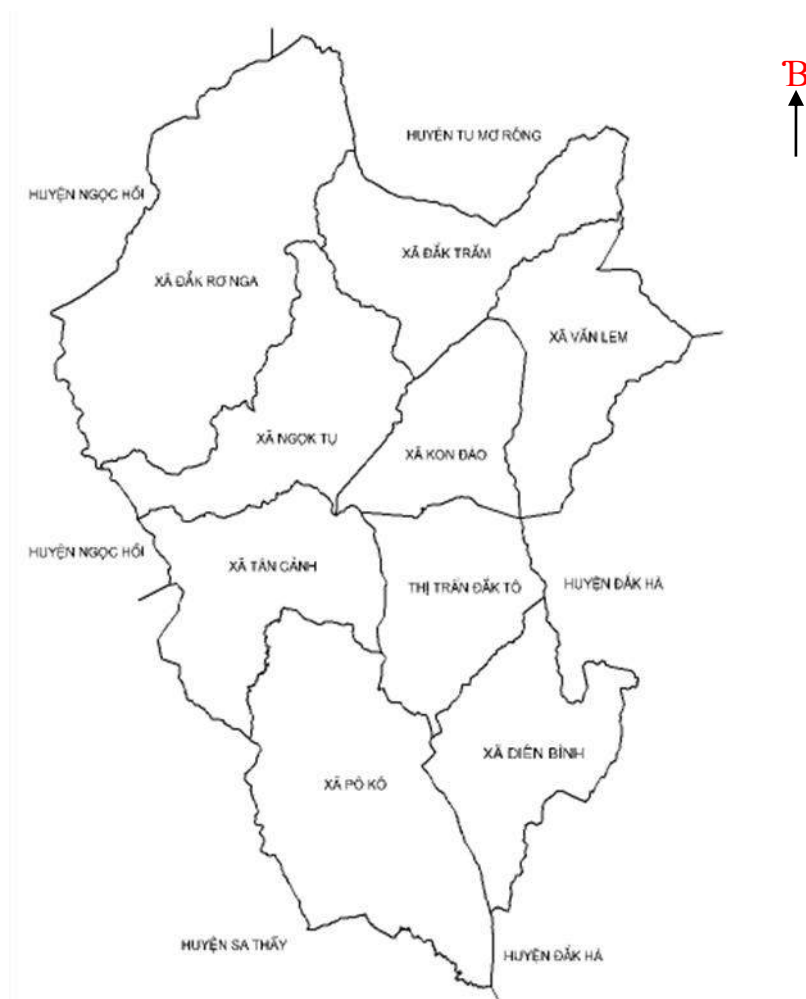 B
HUYỆN TU MƠ RÔNG
HUYỆN NGỌC HỒI
XÃ ĐẮK TRĂM
XÃ ĐẮK RƠ NGA
XÃ VĂN LEM
XÃ NGỌK TỤ
XÃ KON ĐÀO
HUYỆN NGỌC HỒI
XÃ TÂN CẢNH
THỊ TRẤN ĐẮK TÔ
HUYỆN ĐẮK HÀ
XÃ DIÊN BÌNH
XÃ PÔ KÔ
HUYỆN SA THẦY
HUYỆN ĐẮK HÀ